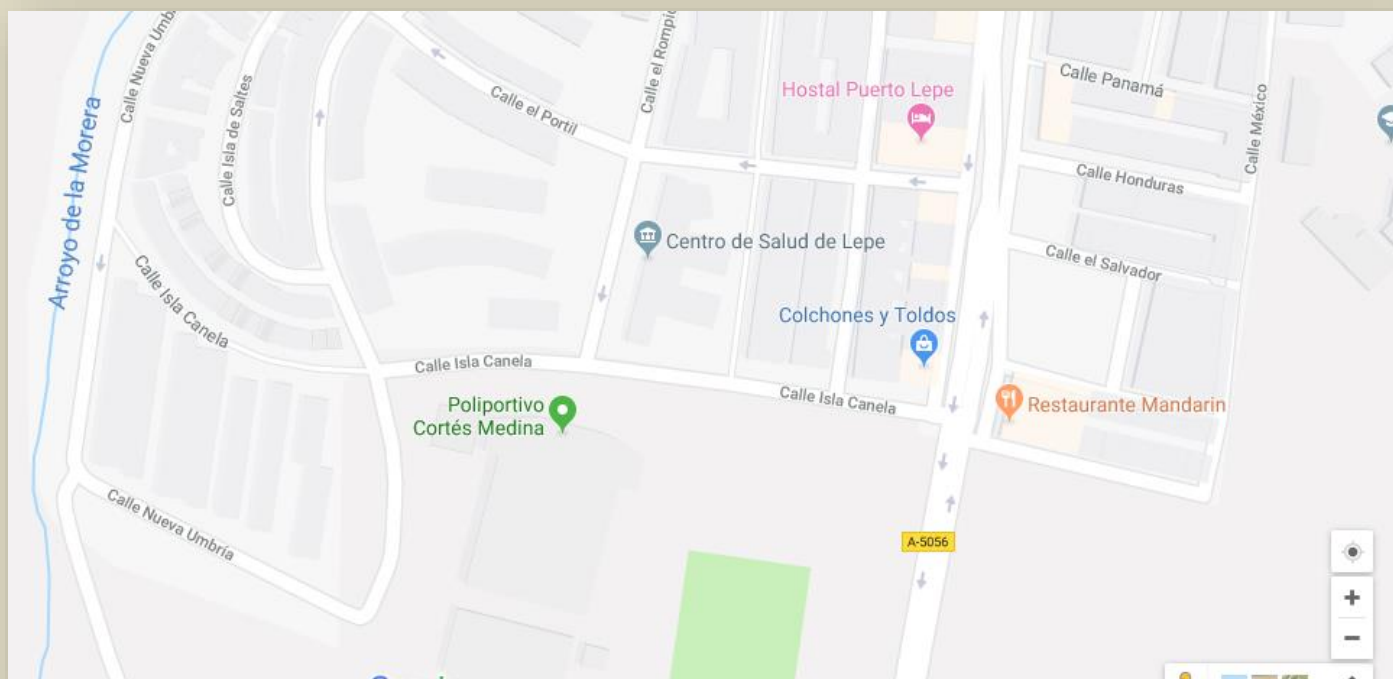 Calle Nueva Umb
Arroyo de la Morera
Calle Isla de Saltes
Calle el Portil
Calle el Rompi
Hostal Puerto Lepe
Calle Panamá
Calle México
Calle Honduras
Centro de Salud de Lepe
Calle el Salvador
Calle Isla Canela
Colchones y Toldos
Calle Isla Canela
Calle Isla Canela
Poliportivo
Cortés Medina
Restaurante Mandarin
Calle Nueva Umbría
A-5056
+
−